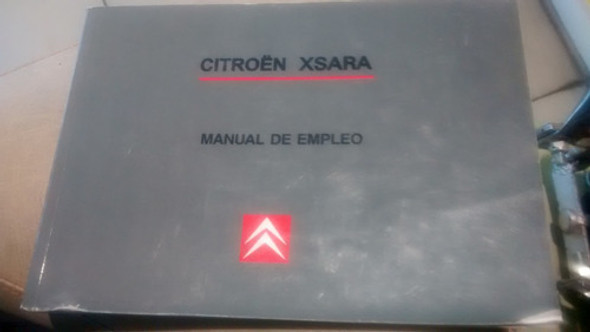 CITROËN XSARA
MANUAL DE EMPLEO